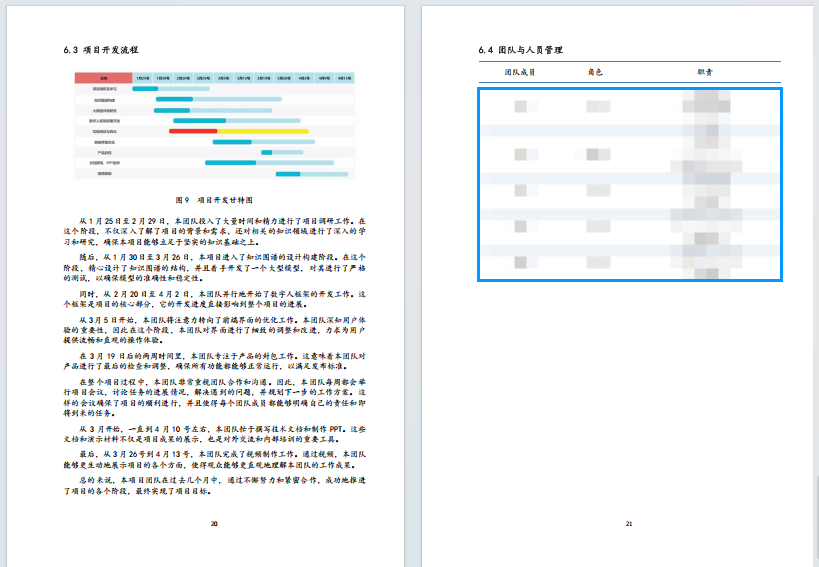 6.3 项目开发流程
图 9 项目开发甘特图
从 1 月 25 日至 2 月 29 日，本团队投入了大量时间和精力进行了项目调研工作。在
这个阶段，不仅深入了解了项目的背景和需求，还对相关的知识领域进行了深入的学
习和研究，确保本项目能够立足于坚实的知识基础之上。
随后，从 1 月 30 日至 3 月 26 日，本项目进入了知识图谱的设计构建阶段。在这个
阶段，精心设计了知识图谱的结构，并且着手开发了一个大型模型，对其进行了严格
的测试，以确保模型的准确性和稳定性。
同时，从 2 月 20 日至 4 月 2 日，本团队并行地开始了数字人框架的开发工作。这
个框架是项目的核心部分，它的开发进度直接影响到整个项目的进展。
从 3 月 5 日开始，本团队将注意力转向了前端界面的优化工作。本团队深知用户体
验的重要性，因此在这个阶段，本团队对界面进行了细致的调整和改进，力求为用户
提供流畅和直观的操作体验。
在 3 月 19 日后的两周时间里，本团队专注于产品的封包工作。这意味着本团队对
产品进行了最后的检查和调整，确保所有功能都能够正常运行，以满足发布标准。
在整个项目过程中，本团队非常重视团队合作和沟通。因此，本团队每周都会举
行项目会议，讨论任务的进展情况，解决遇到的问题，并规划下一步的工作方案。这
样的会议确保了项目的顺利进行，并且使得每个团队成员都能够明确自己的责任和即
将到来的任务。
从 3 月开始，一直到 4 月 10 号左右，本团队忙于撰写技术文档和制作 PPT。这些
文档和演示材料不仅是项目成果的展示，也是对外交流和内部培训的重要工具。
最后，从 3 月 26 号到 4 月 13 号，本团队完成了视频制作工作。通过视频，本团队
能够更生动地展示项目的各个方面，使得观众能够更直观地理解本团队的工作成果。
总的来说，本项目团队在过去几个月中，通过不懈努力和紧密合作，成功地推进
了项目的各个阶段，最终实现了项目目标。
20
6.4 团队与人员管理
团队成员 角色 职责
21